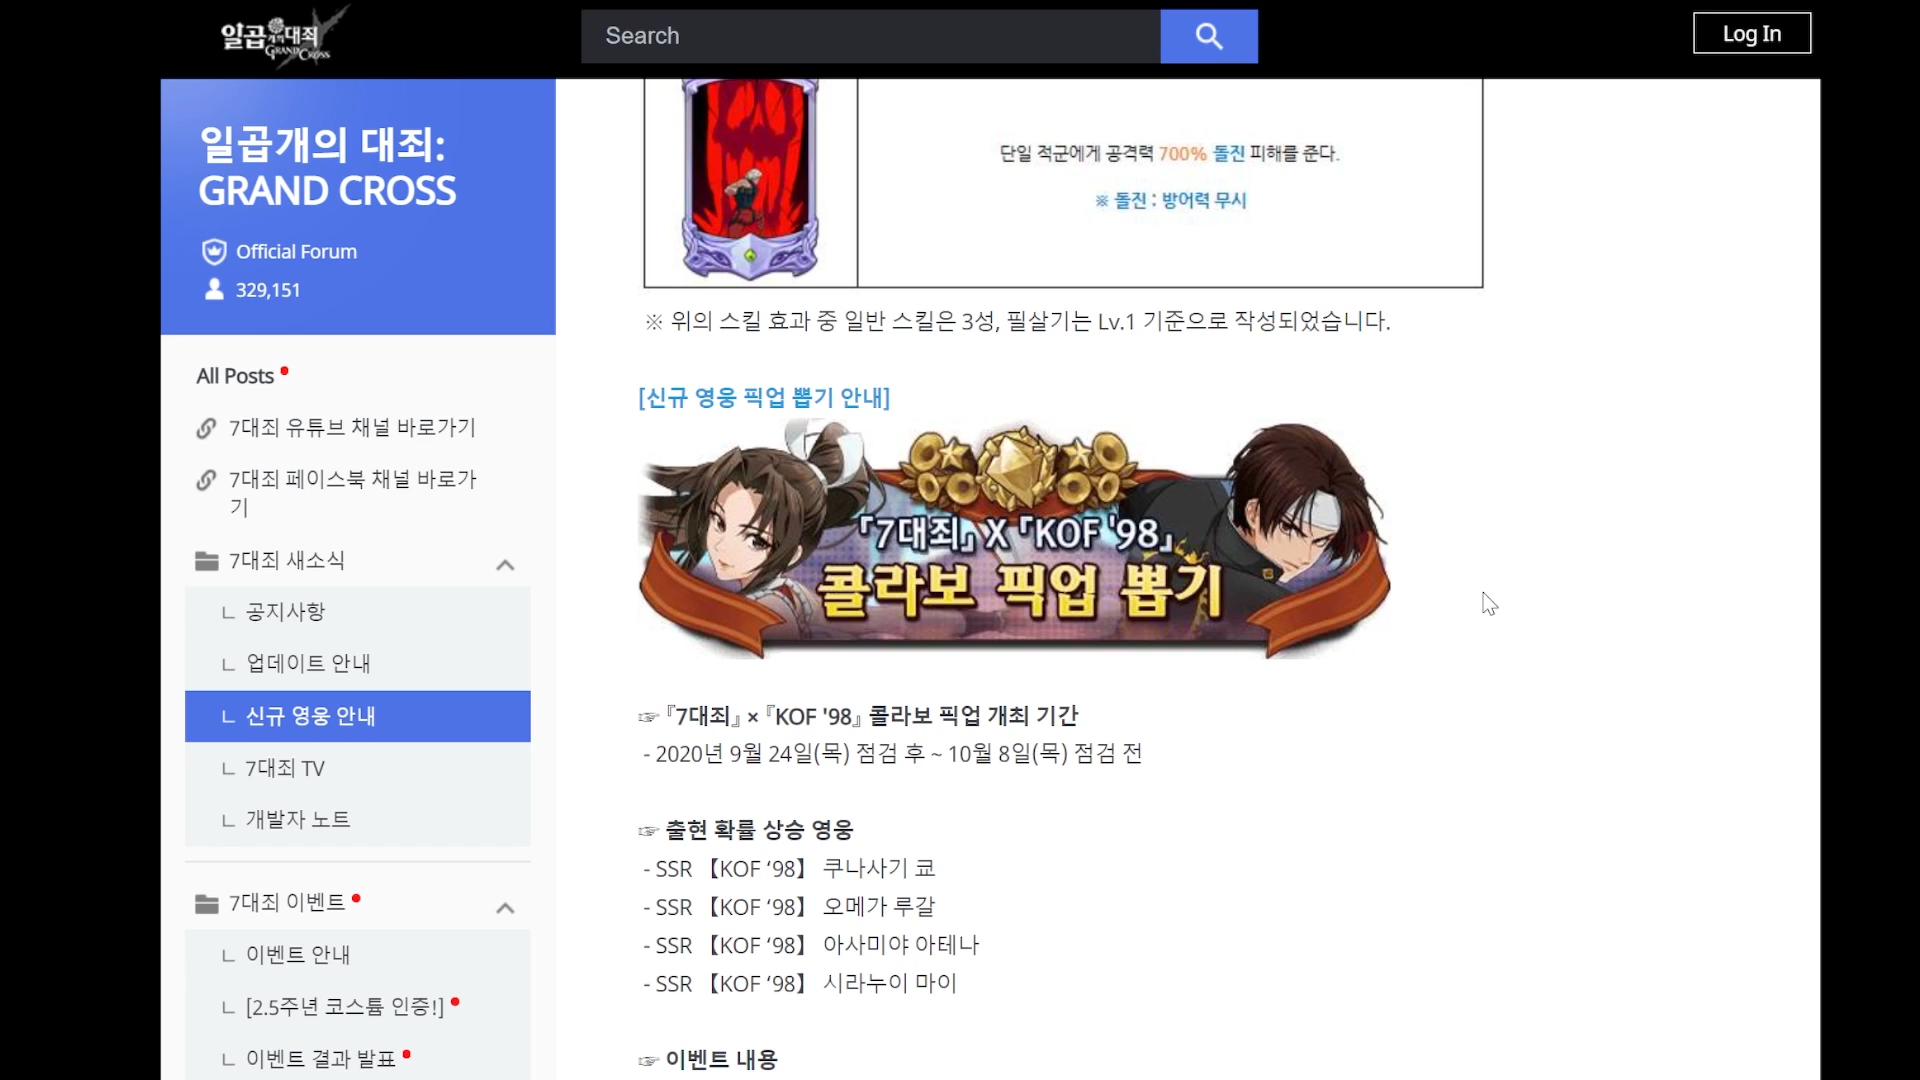 일곱개의대죄
GRAND CROSS
Search
Log In
일곱개의 대죄:
GRAND CROSS
Official Forum
329,151
All Posts
7대죄 유튜브 채널 바로가기
7대죄 페이스북 채널 바로가
기
7대죄 새소식
ㄴ 공지사항
ㄴ 업데이트 안내
ㄴ 신규 영웅 안내
ㄴ 7대죄 TV
ㄴ 개발자 노트
7대죄 이벤트
ㄴ 이벤트 안내
ㄴ [2.5주년 코스튬 인증!]
ㄴ 이벤트 결과 발표
단일 적군에게 공격력 700% 돌진 피해를 준다.
※ 돌진 : 방어력 무시
※ 위의 스킬 효과 중 일반 스킬은 3성, 필살기는 Lv.1 기준으로 작성되었습니다.
[신규 영웅 픽업 뽑기 안내]
『7대죄』 X 『KOF '98』
콜라보 픽업 뽑기
☞ 『7대죄』 × 『KOF '98』 콜라보 픽업 개최 기간
- 2020년 9월 24일(목) 점검 후 ~ 10월 8일(목) 점검 전
☞ 출현 확률 상승 영웅
- SSR 【KOF ‘98】 쿠나사기 쿄
- SSR 【KOF ‘98】 오메가 루갈
- SSR 【KOF ‘98】 아사미야 아테나
- SSR 【KOF ‘98】 시라누이 마이
☞ 이벤트 내용